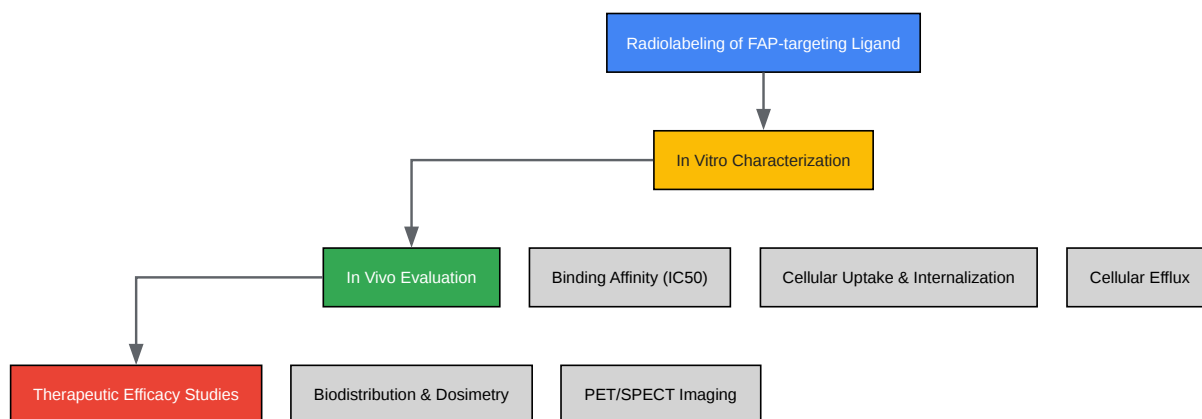 Radiolabeling of FAP-targeting Ligand
In Vitro Characterization
In Vivo Evaluation
Binding Affinity (IC50)
Cellular Uptake & Internalization
Cellular Efflux
Therapeutic Efficacy Studies
Biodistribution & Dosimetry
PET/SPECT Imaging